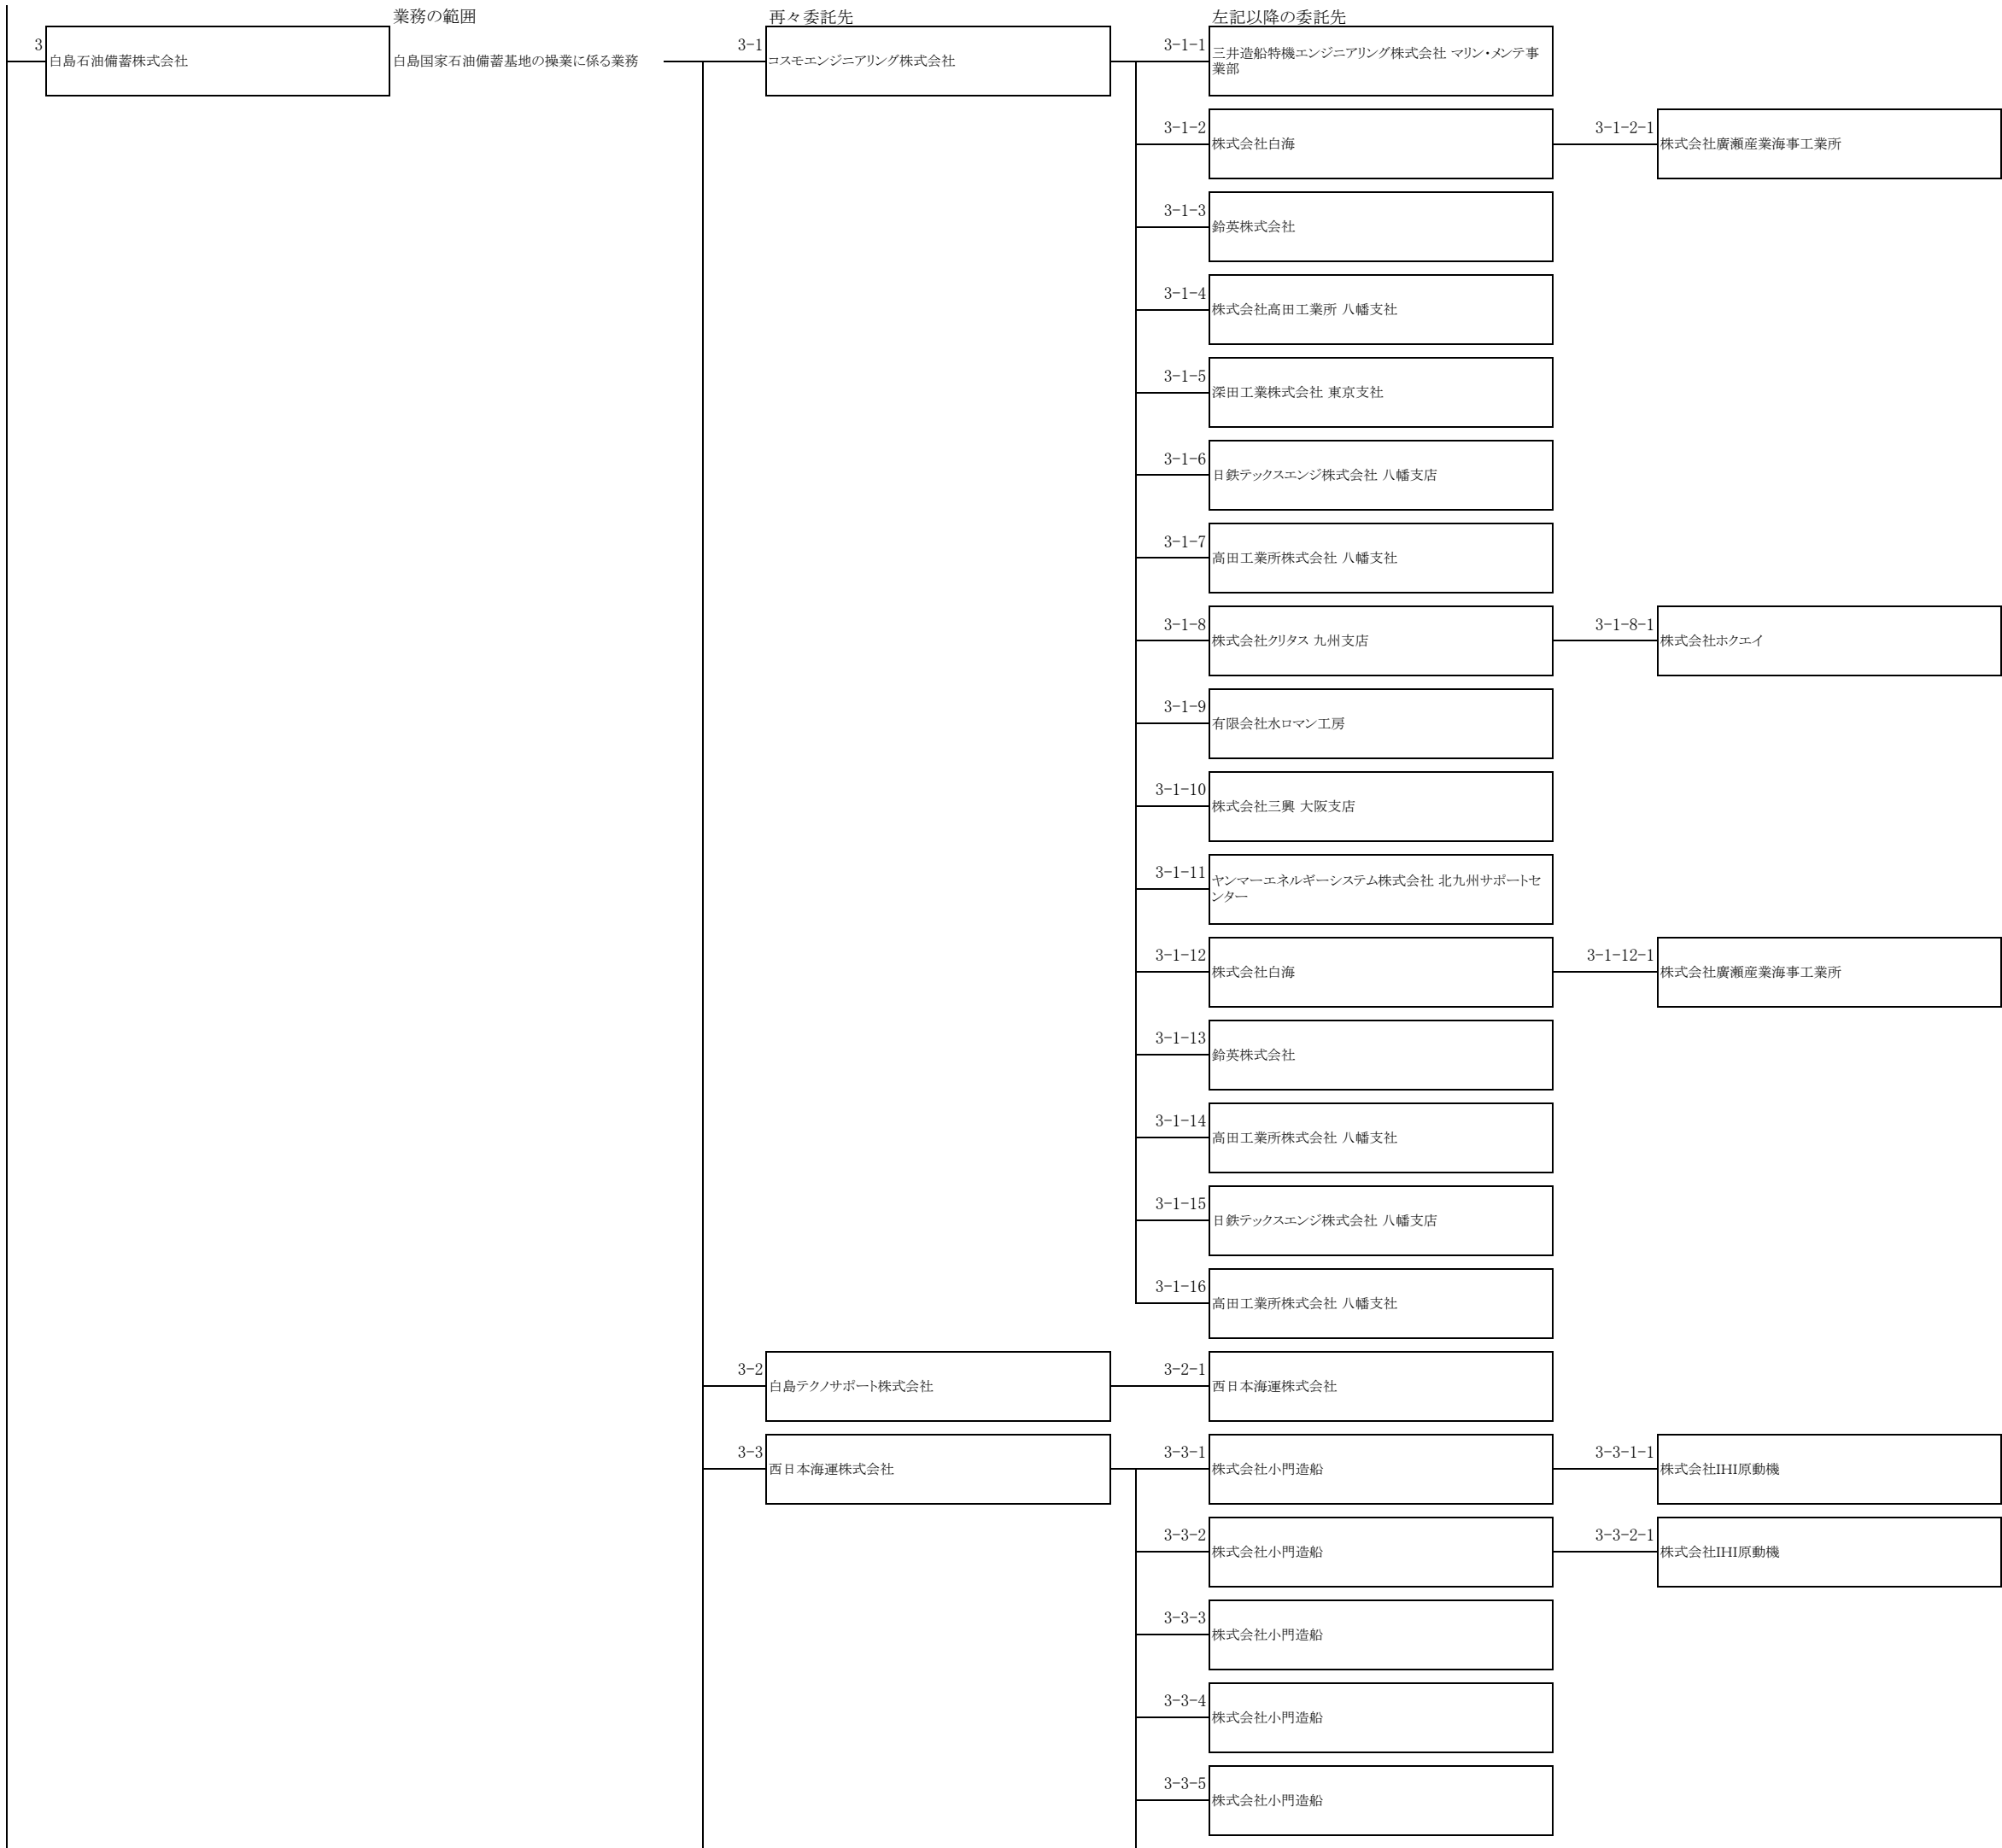 業務の範囲
再々委託先
左記以降の委託先
3
白島石油備蓄株式会社
白島国家石油備蓄基地の操業に係る業務
3-1
コスモエンジニアリング株式会社
3-1-1
三井造船特機エンジニアリング株式会社 マリン・メンテ事
業部
3-1-2
株式会社白海
3-1-2-1
株式会社廣瀬産業海事工業所
3-1-3
鈴英株式会社
3-1-4
株式会社高田工業所 八幡支社
3-1-5
深田工業株式会社 東京支社
3-1-6
日鉄テックスエンジ株式会社 八幡支店
3-1-7
高田工業所株式会社 八幡支社
3-1-8
株式会社クリタス 九州支店
3-1-8-1
株式会社ホクエイ
3-1-9
有限会社水ロマン工房
3-1-10
株式会社三興 大阪支店
3-1-11
ヤンマーエネルギーシステム株式会社 北九州サポートセ
ンター
3-1-12
株式会社白海
3-1-12-1
株式会社廣瀬産業海事工業所
3-1-13
鈴英株式会社
3-1-14
高田工業所株式会社 八幡支社
3-1-15
日鉄テックスエンジ株式会社 八幡支店
3-1-16
高田工業所株式会社 八幡支社
3-2
白島テクノサポート株式会社
3-2-1
西日本海運株式会社
3-3
西日本海運株式会社
3-3-1
株式会社小門造船
3-3-1-1
株式会社IHI原動機
3-3-2
株式会社小門造船
3-3-2-1
株式会社IHI原動機
3-3-3
株式会社小門造船
3-3-4
株式会社小門造船
3-3-5
株式会社小門造船